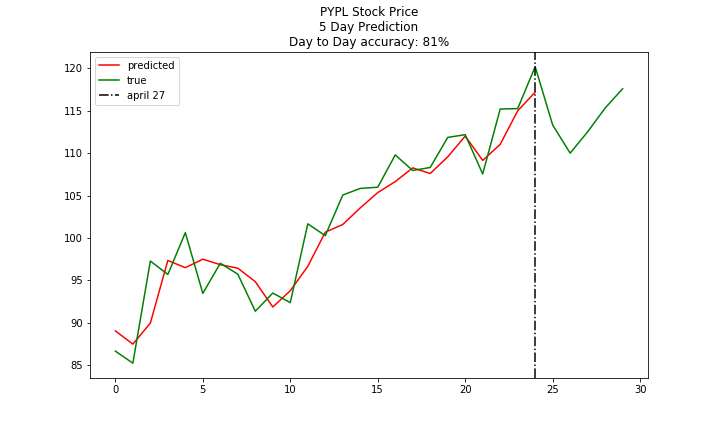 PYPL Stock Price
5 Day Prediction
Day to Day accuracy: 81%
predicted
true
april 27
120
115
110
105
100
95
90
85
0 5 10 15 20 25 30